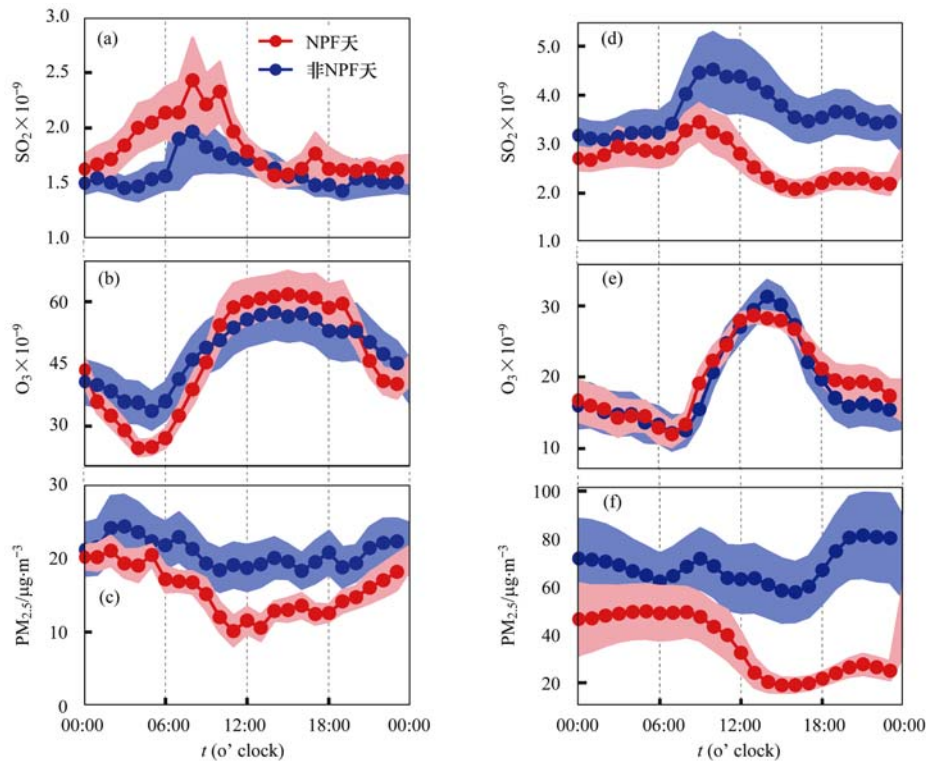 (a)
NPF天
非NPF天
SO₂×10⁻⁹
3.0
2.5
2.0
1.5
1.0
(b)
O₃×10⁻⁹
60
45
30
(c)
PM₂.₅/μg·m⁻³
30
20
10
0
00:00 06:00 12:00 18:00 00:00
t (o’ clock)
(d)
SO₂×10⁻⁹
5.0
4.0
3.0
2.0
1.0
(e)
O₃×10⁻⁹
30
20
10
(f)
PM₂.₅/μg·m⁻³
100
80
60
40
20
00:00 06:00 12:00 18:00 00:00
t (o’ clock)